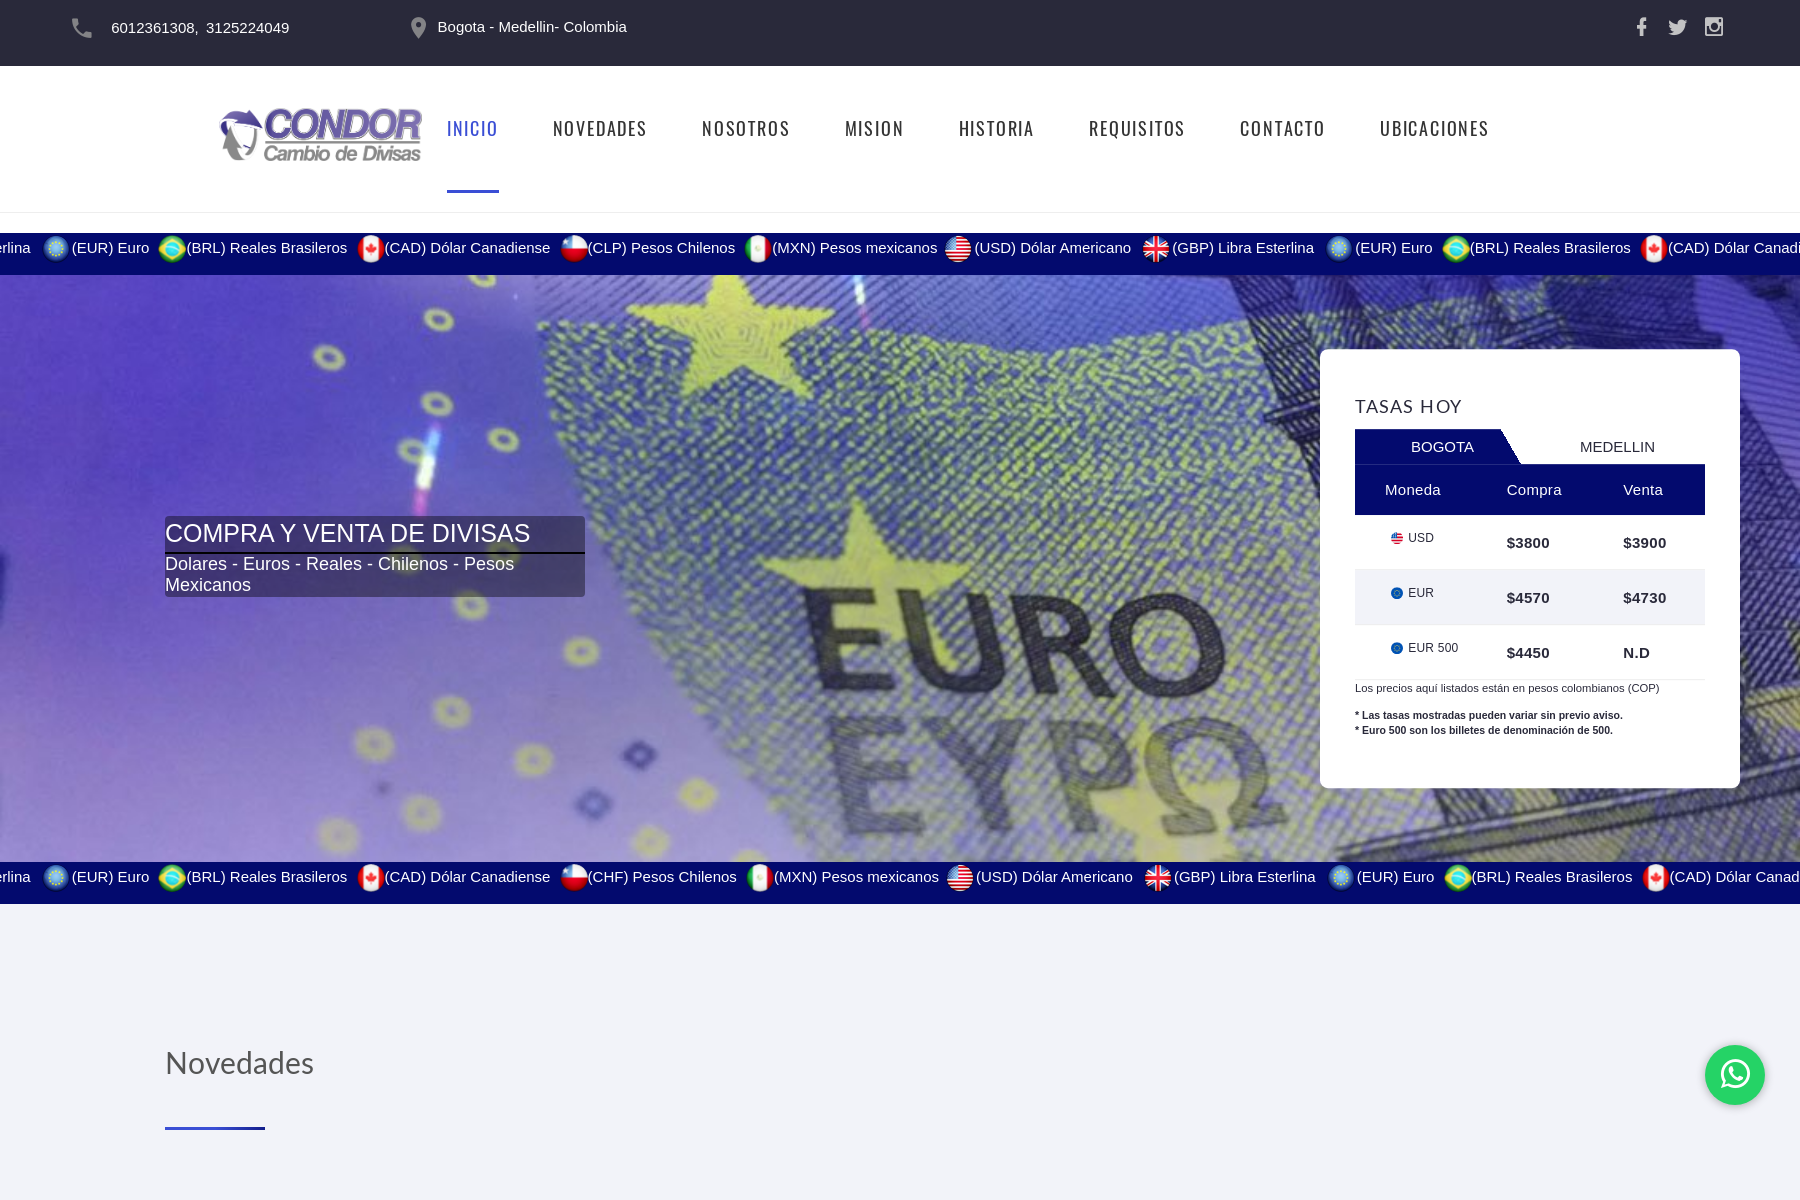 6012361308, 3125224049
Bogota - Medellin- Colombia
CONDOR
Cambio de Divisas
INICIO
NOVEDADES
NOSOTROS
MISION
HISTORIA
REQUISITOS
CONTACTO
UBICACIONES
erlina (EUR) Euro (BRL) Reales Brasileros (CAD) Dólar Canadiense (CLP) Pesos Chilenos (MXN) Pesos mexicanos (USD) Dólar Americano (GBP) Libra Esterlina (EUR) Euro (BRL) Reales Brasileros (CAD) Dólar Canadi
COMPRA Y VENTA DE DIVISAS
Dolares - Euros - Reales - Chilenos - Pesos
Mexicanos
EURO
ΕΥΡΩ
TASAS HOY
BOGOTA MEDELLIN
Moneda Compra Venta
USD $3800 $3900
EUR $4570 $4730
EUR 500 $4450 N.D
Los precios aquí listados están en pesos colombianos (COP)
* Las tasas mostradas pueden variar sin previo aviso.
* Euro 500 son los billetes de denominación de 500.
erlina (EUR) Euro (BRL) Reales Brasileros (CAD) Dólar Canadiense (CHF) Pesos Chilenos (MXN) Pesos mexicanos (USD) Dólar Americano (GBP) Libra Esterlina (EUR) Euro (BRL) Reales Brasileros (CAD) Dólar Canad
Novedades